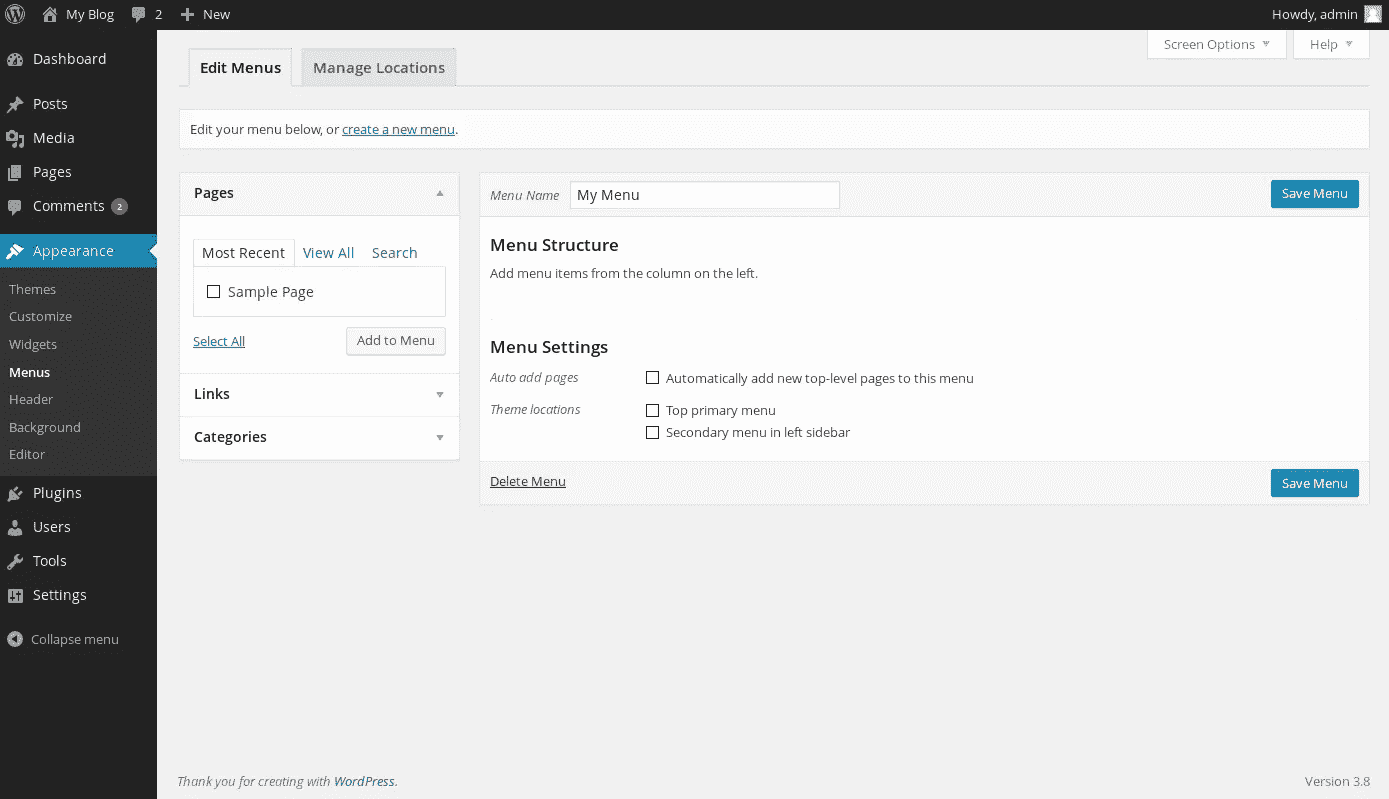 My Blog 2 New Howdy, admin
Screen Options Help
Dashboard
Posts
Media
Pages
Comments 2
Appearance
Themes
Customize
Widgets
Menus
Header
Background
Editor
Plugins
Users
Tools
Settings
Collapse menu
Edit Menus Manage Locations
Edit your menu below, or create a new menu.
Pages
Most Recent View All Search
Sample Page
Select All Add to Menu
Links
Categories
Menu Name My Menu Save Menu
Menu Structure
Add menu items from the column on the left.
Menu Settings
Auto add pages Automatically add new top-level pages to this menu
Theme locations Top primary menu
Secondary menu in left sidebar
Delete Menu Save Menu
Thank you for creating with WordPress. Version 3.8